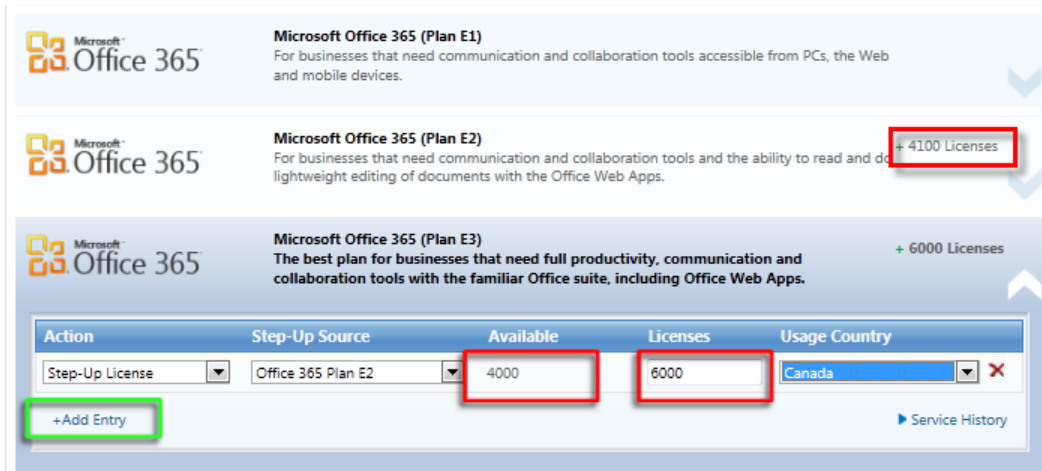 Microsoft Office 365 (Plan E1)
Microsoft
Office 365
For businesses that need communication and collaboration tools accessible from PCs, the Web
and mobile devices.
Microsoft Office 365 (Plan E2)
+ 4100 Licenses
Microsoft
Office 365
For businesses that need communication and collaboration tools and the ability to read and do
lightweight editing of documents with the Office Web Apps.
Microsoft Office 365 (Plan E3)
+ 6000 Licenses
Microsoft
Office 365
The best plan for businesses that need full productivity, communication and
collaboration tools with the familiar Office suite, including Office Web Apps.
Action Step-Up Source Available Licenses Usage Country
Step-Up License Office 365 Plan E2 4000 6000 Canada
+Add Entry Service History